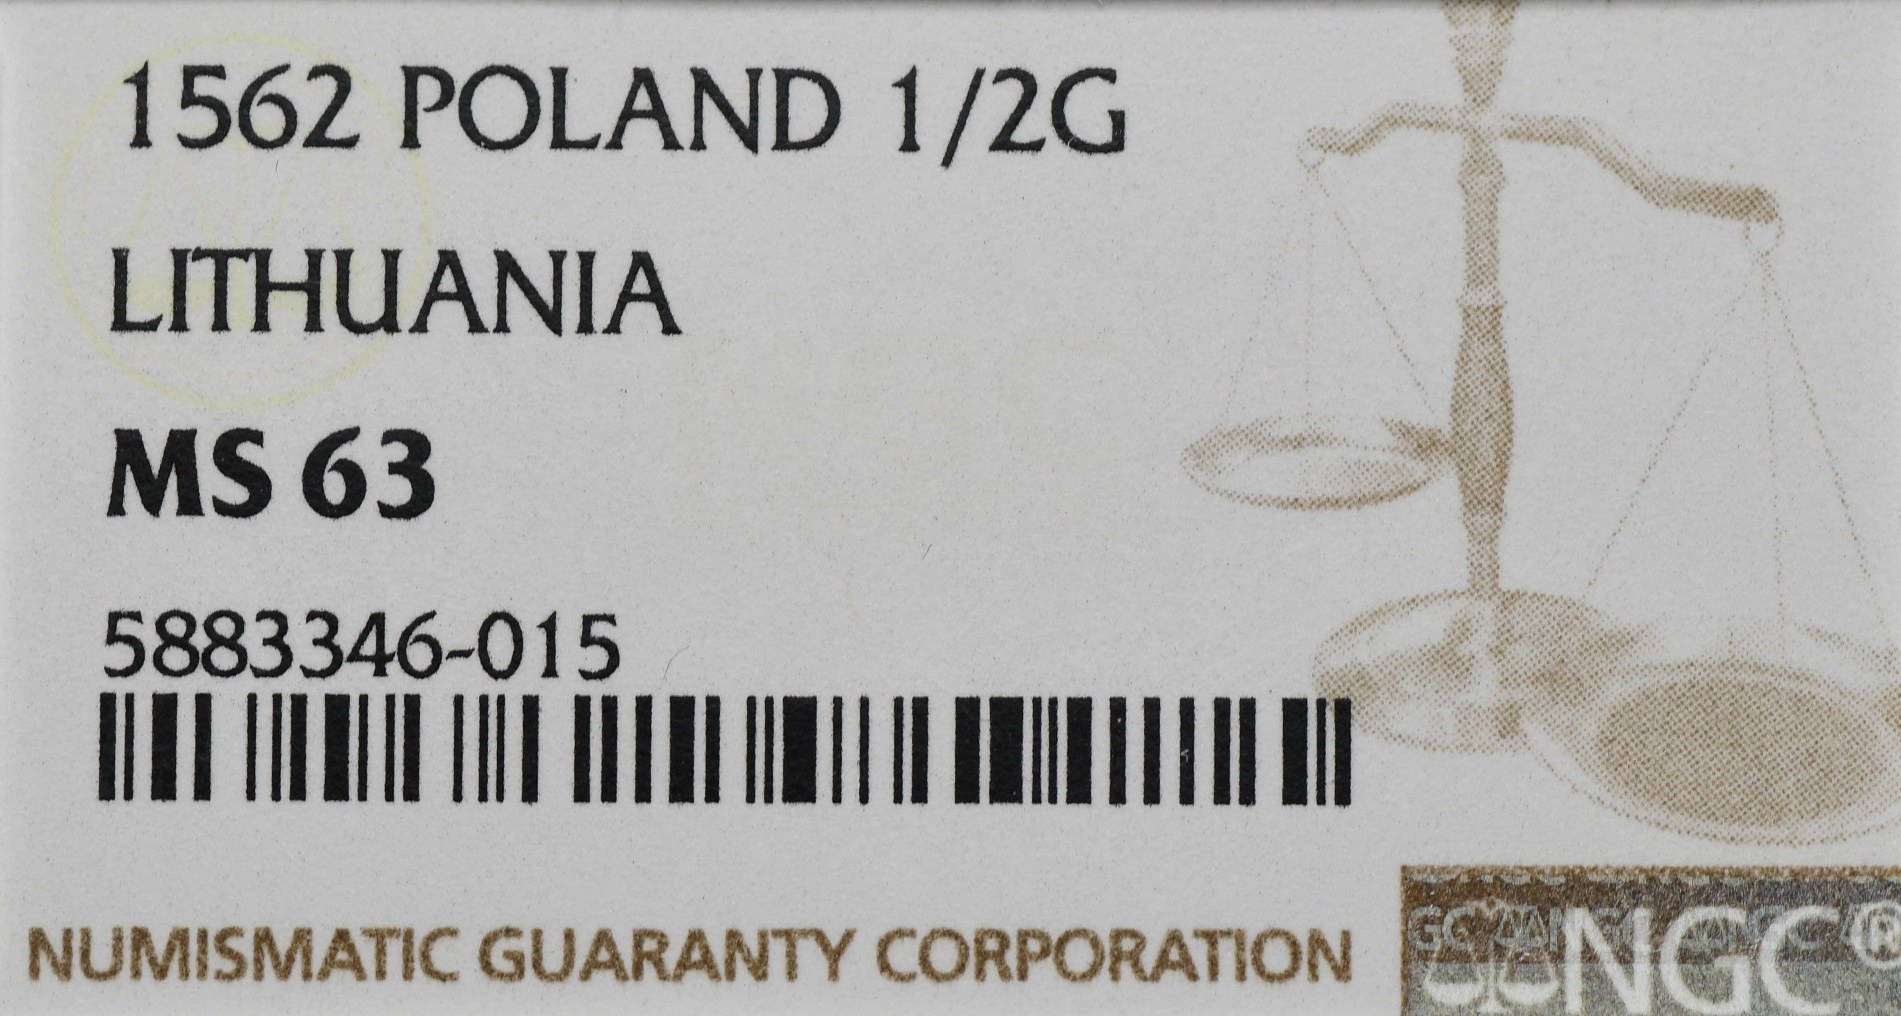 1562 POLAND 1/2G
LITHUANIA
MS 63
5883346-015
NUMISMATIC GUARANTY CORPORATION
NGC®